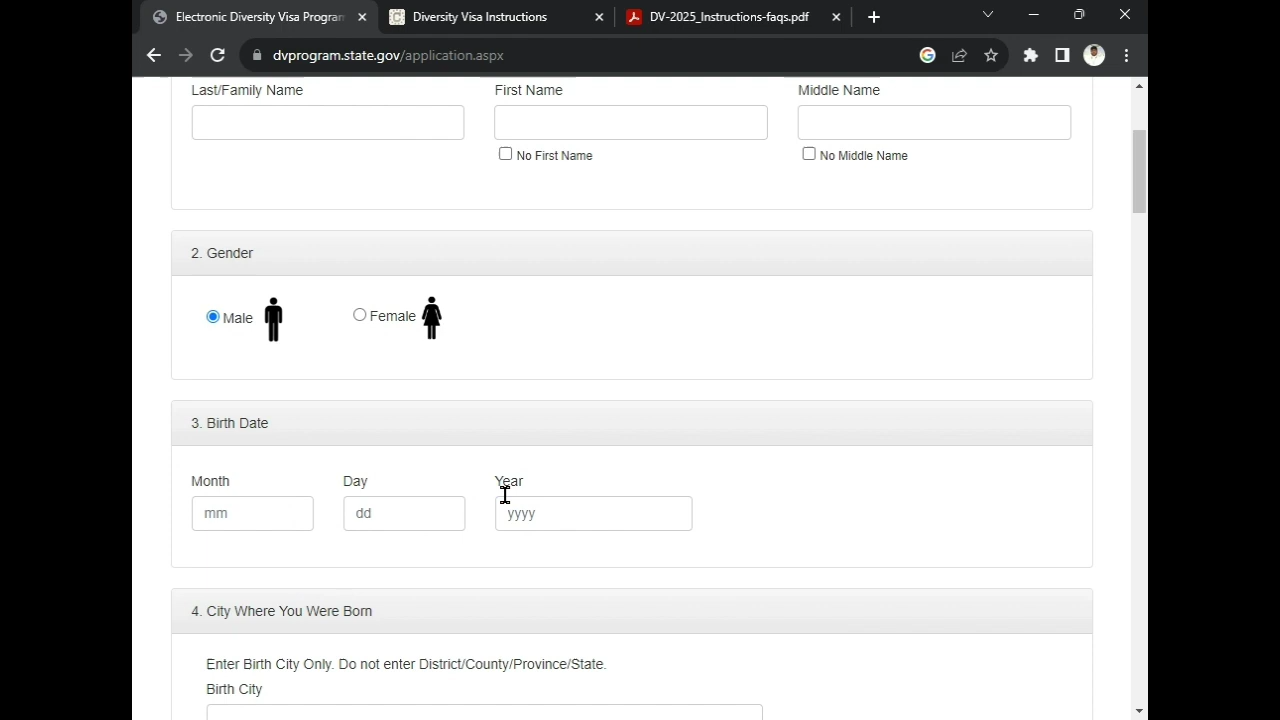 Electronic Diversity Visa Program
Diversity Visa Instructions
DV-2025_Instructions-faqs.pdf
dvprogram.state.gov/application.aspx
Last/Family Name
First Name
Middle Name
No First Name
No Middle Name
2. Gender
Male
Female
3. Birth Date
Month
Day
Year
mm
dd
yyyy
4. City Where You Were Born
Enter Birth City Only. Do not enter District/County/Province/State.
Birth City